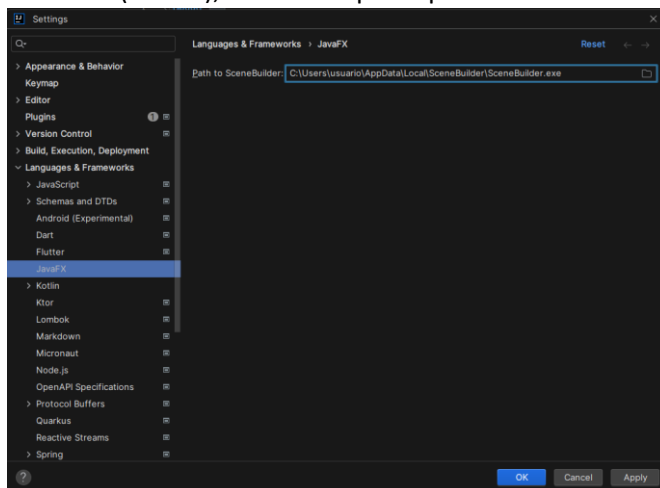 Settings
Languages & Frameworks › JavaFX
Reset
Appearance & Behavior
Keymap
Editor
Plugins 1
Version Control
Build, Execution, Deployment
Languages & Frameworks
JavaScript
Schemas and DTDs
Android (Experimental)
Dart
Flutter
JavaFX
Kotlin
Ktor
Lombok
Markdown
Micronaut
Node.js
OpenAPI Specifications
Protocol Buffers
Quarkus
Reactive Streams
Spring
Path to SceneBuilder: C:\Users\usuario\AppData\Local\SceneBuilder\SceneBuilder.exe
?
OK Cancel Apply